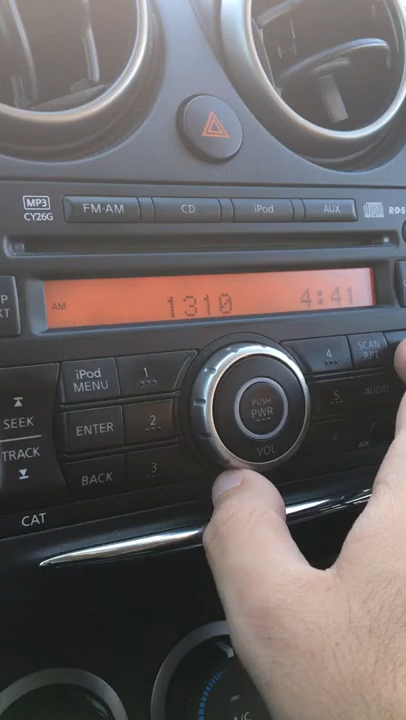 MP3
CY26G
FM·AM
CD
iPod
AUX
AM
1310
4:41
iPod
MENU
1
4
SCAN
RPT
SEEK
TRACK
ENTER
2
PUSH
PWR
VOL
5
AUDIO
BACK
3
CAT
A/C